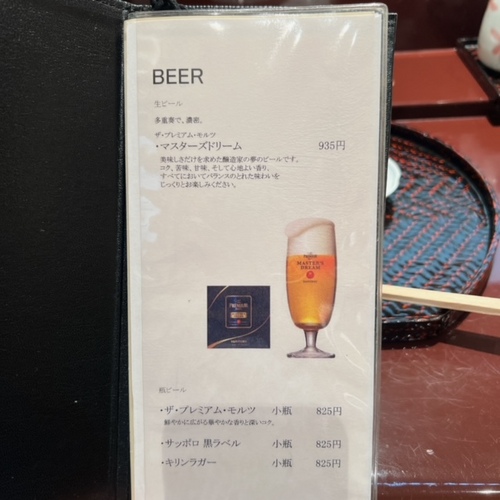 BEER
生ビール
多重奏で、濃密。
ザ・プレミアム・モルツ
・マスターズドリーム 935円
美味しさだけを求めた醸造家の夢のビールです。
コク、苦味、甘味、そして心地よい香り。
すべてにおいてバランスのとれた味わいを
じっくりとお楽しみください。
MASTER'S
DREAM
瓶ビール
・ザ・プレミアム・モルツ 小瓶 825円
鮮やかに広がる華やかな香りと深いコク。
・サッポロ 黒ラベル 小瓶 825円
・キリンラガー 小瓶 825円